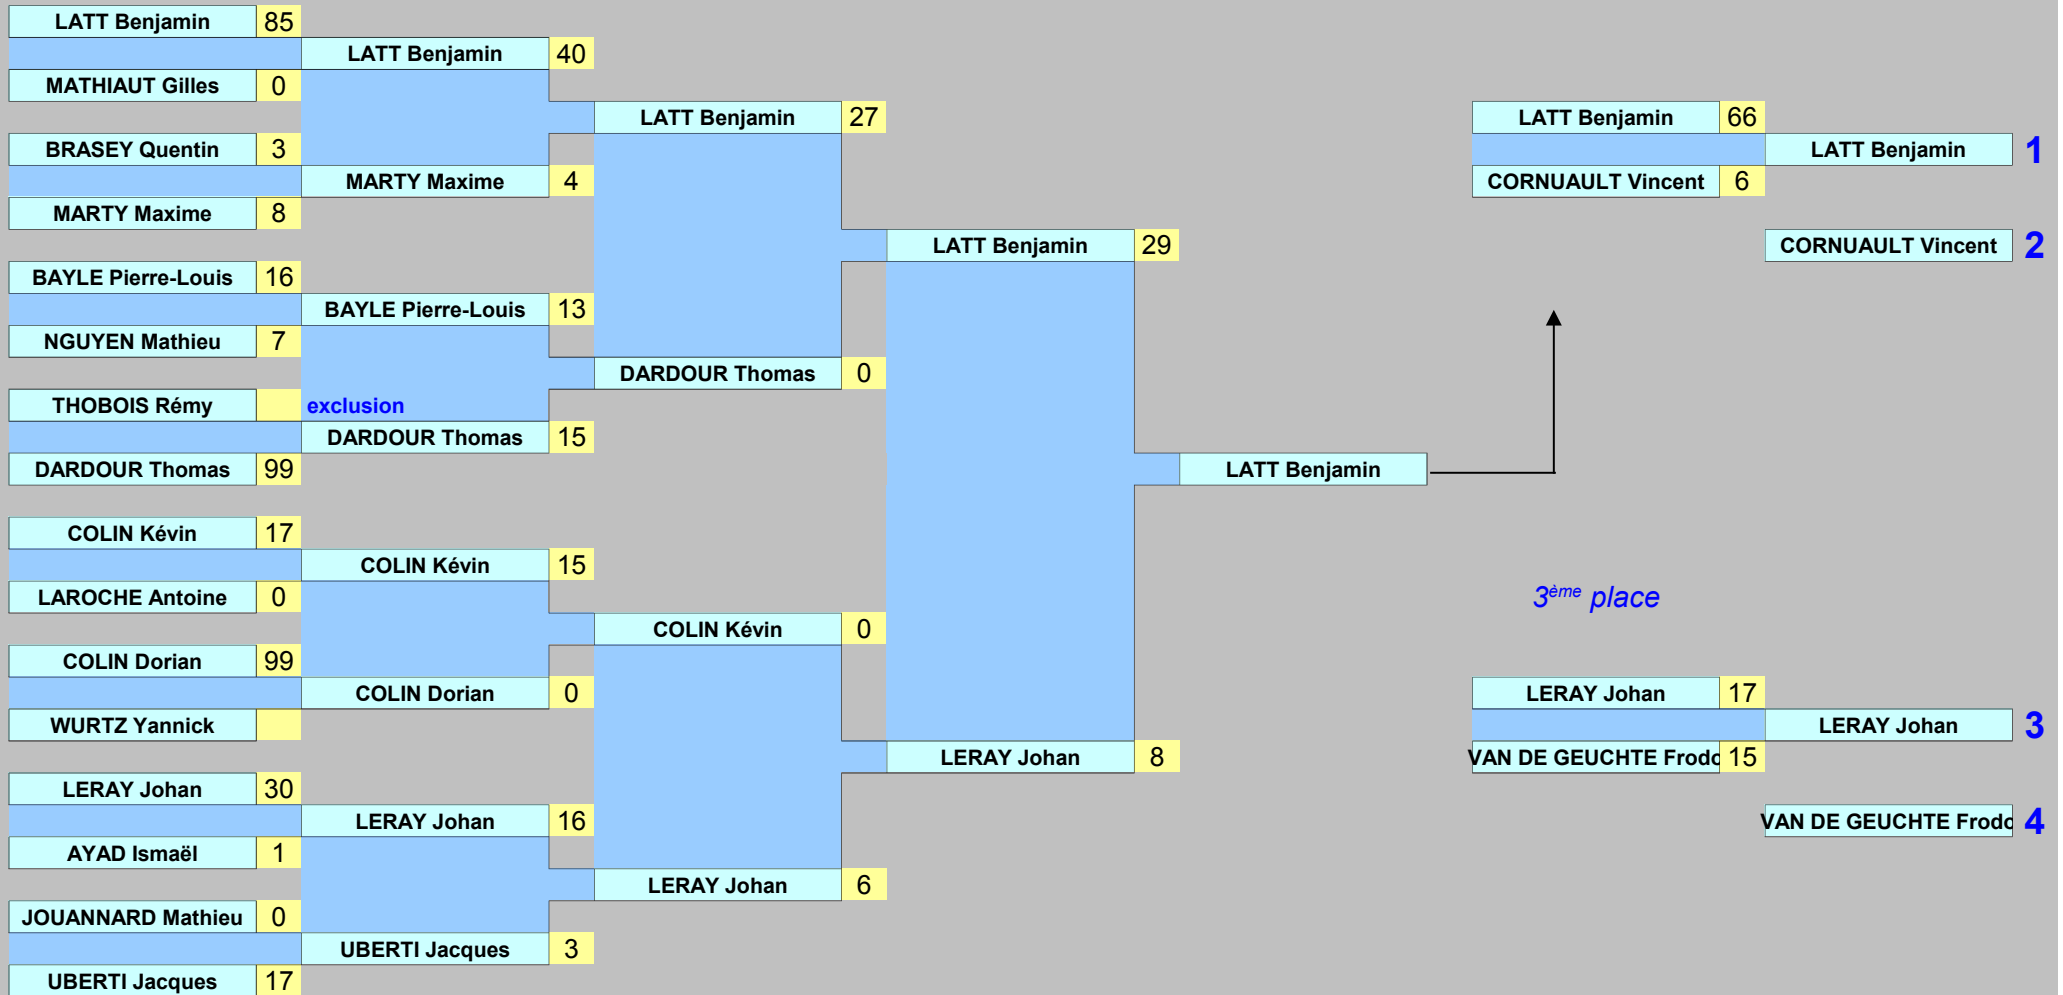 LATT Benjamin 85
LATT Benjamin 40
MATHIAUT Gilles 0
LATT Benjamin 27
LATT Benjamin 66
BRASEY Quentin 3
LATT Benjamin 1
MARTY Maxime 4
CORNUAULT Vincent 6
MARTY Maxime 8
LATT Benjamin 29
CORNUAULT Vincent 2
BAYLE Pierre-Louis 16
BAYLE Pierre-Louis 13
NGUYEN Mathieu 7
DARDOUR Thomas 0
THOBOIS Rémy exclusion
DARDOUR Thomas 15
DARDOUR Thomas 99
LATT Benjamin
COLIN Kévin 17
COLIN Kévin 15
LAROCHE Antoine 0
3ème place
COLIN Kévin 0
COLIN Dorian 99
COLIN Dorian 0
LERAY Johan 17
WURTZ Yannick
LERAY Johan 3
LERAY Johan 8
VAN DE GEUCHTE Frodo 15
LERAY Johan 30
LERAY Johan 16
VAN DE GEUCHTE Frodo 4
AYAD Ismaël 1
LERAY Johan 6
JOUANNARD Mathieu 0
UBERTI Jacques 3
UBERTI Jacques 17